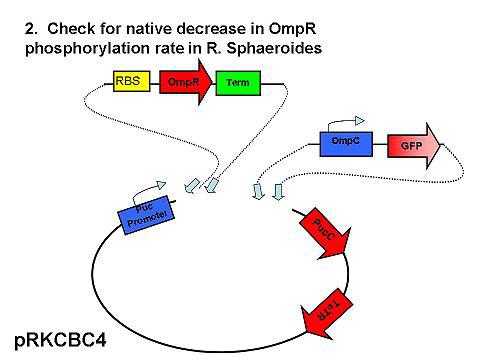 2. Check for native decrease in OmpR
phosphorylation rate in R. Sphaeroides
RBS
OmpR
Term
OmpC
GFP
Puc
Promoter
PucC
TeTR
pRKCBC4